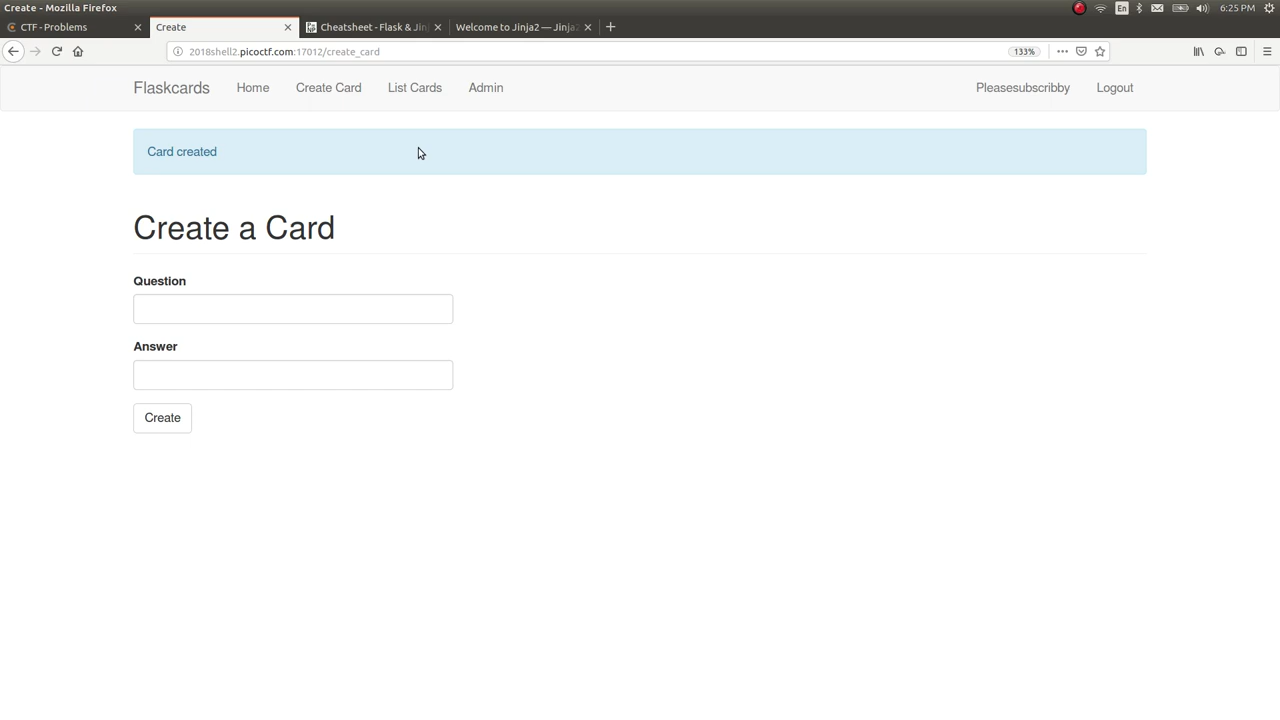 Create - Mozilla Firefox
En
6:25 PM
CTF - Problems
Create
Cheatsheet - Flask & Jin
Welcome to Jinja2 — Jinja2
2018shell2.picoctf.com:17012/create_card
133%
Flaskcards
Home
Create Card
List Cards
Admin
Pleasesubscribby
Logout
Card created
Create a Card
Question
Answer
Create